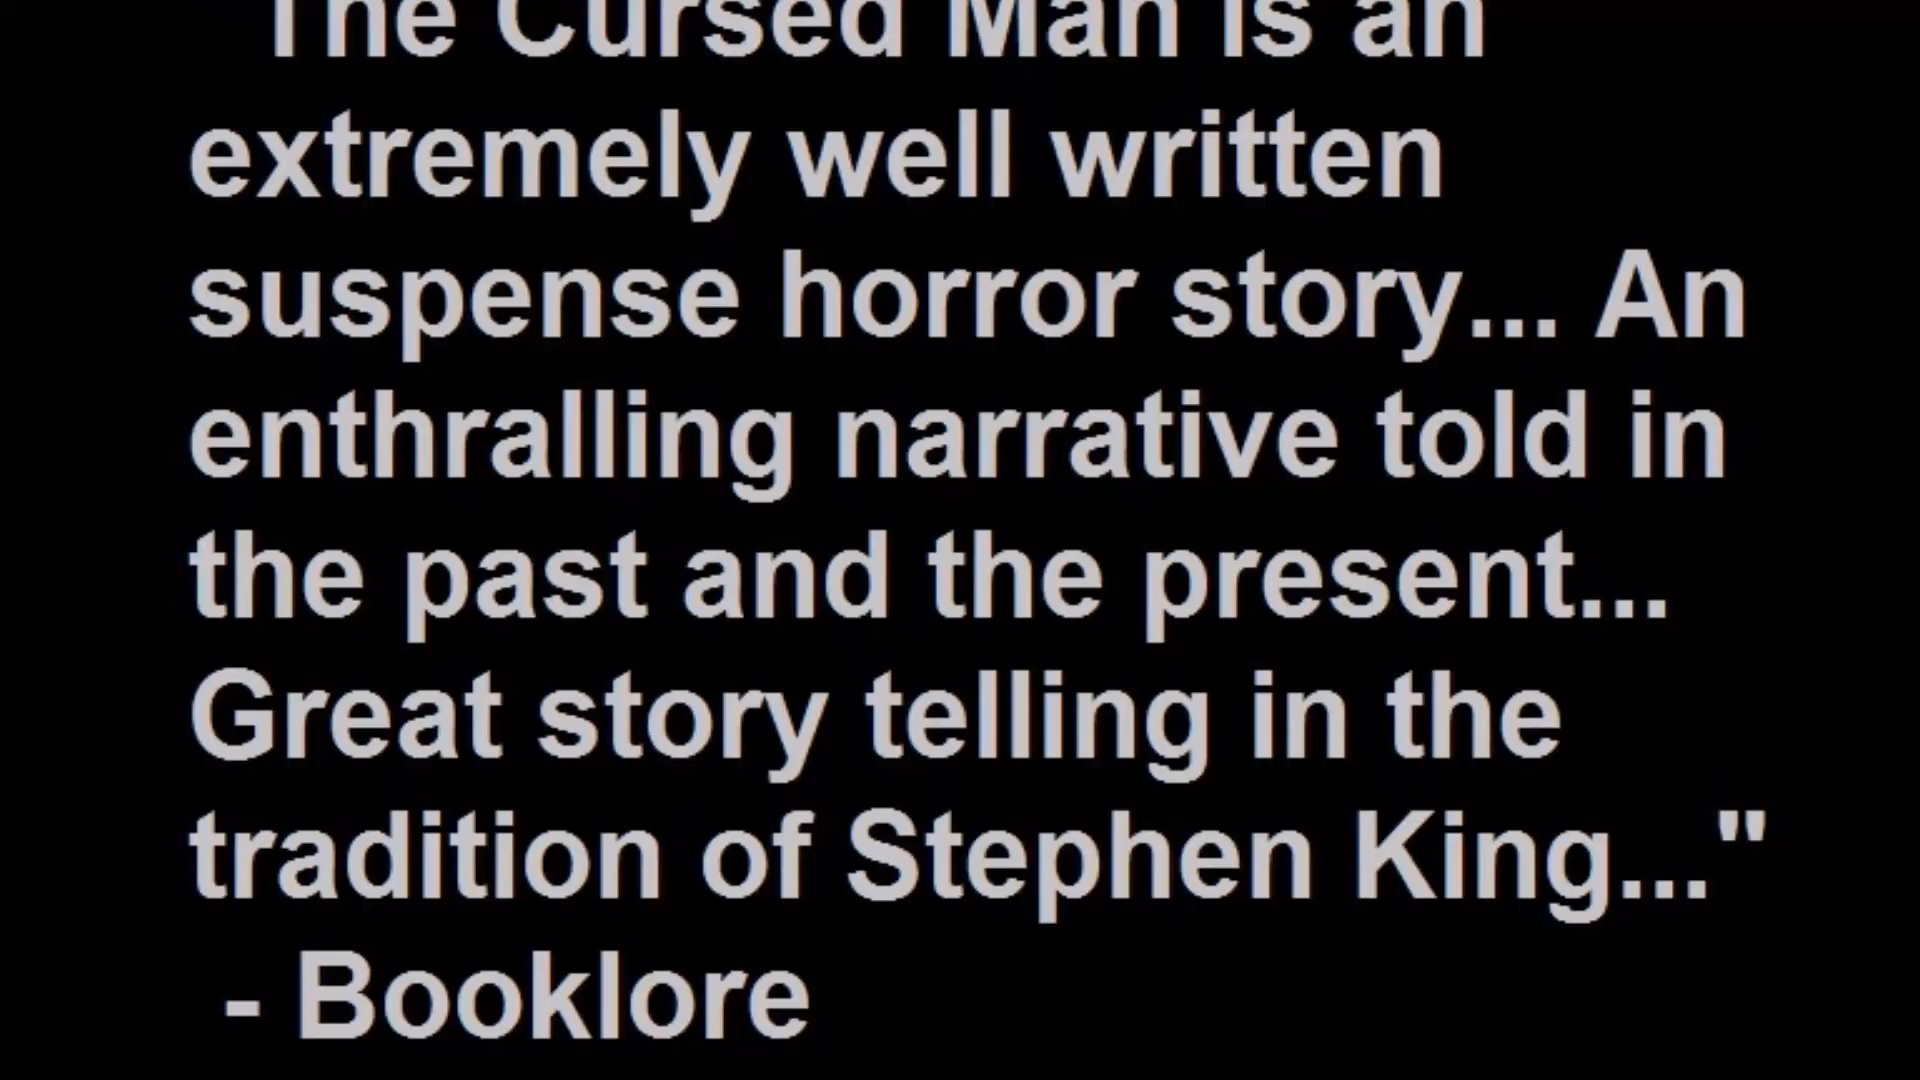 The Cursed Man is an
extremely well written
suspense horror story... An
enthralling narrative told in
the past and the present...
Great story telling in the
tradition of Stephen King..."
- Booklore